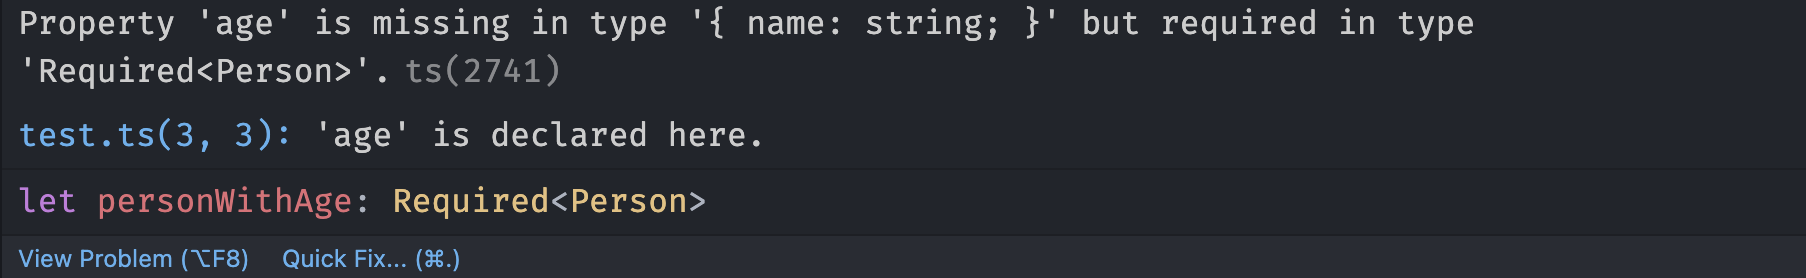 Property 'age' is missing in type '{ name: string; }' but required in type
'Required<Person>'. ts(2741)
test.ts(3, 3): 'age' is declared here.
let personWithAge: Required<Person>
View Problem (⌥F8) Quick Fix... (⌘.)